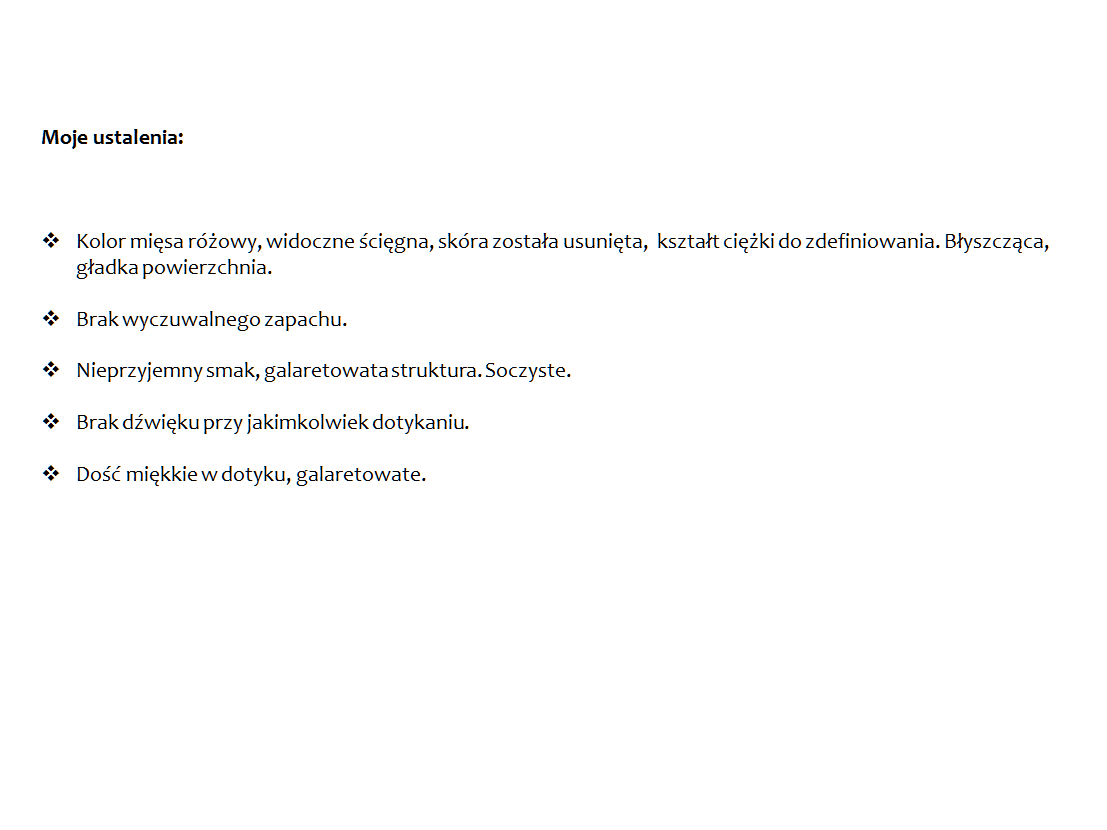 Moje ustalenia:
❖ Kolor mięsa różowy, widoczne ścięgna, skóra została usunięta, kształt ciężki do zdefiniowania. Błyszcząca,
gładka powierzchnia.
❖ Brak wyczuwalnego zapachu.
❖ Nieprzyjemny smak, galaretowata struktura. Soczyste.
❖ Brak dźwięku przy jakimkolwiek dotykaniu.
❖ Dość miękkie w dotyku, galaretowate.